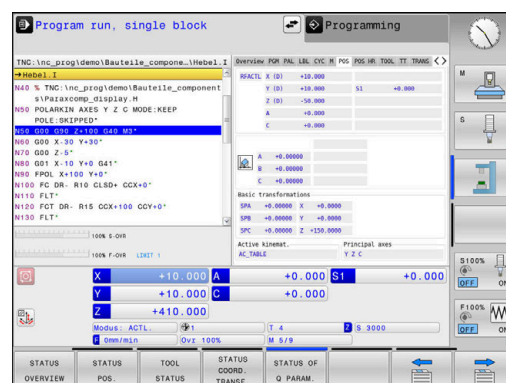 Program run, single block
Programming
TNC:\nc_prog\demo\Bauteile_compone…\Hebel.I
→Hebel.I
N40 % TNC:\nc_prog\demo\Bauteile_component
s\Paraxcomp_display.H
N50 POLARKIN AXES Y Z C MODE:KEEP
POLE:SKIPPED*
N50 G00 G90 Z+100 G40 M3*
N60 G00 X-30 Y+30*
N70 G00 Z-5*
N80 G01 X-10 Y+0 G41*
N90 FPOL X+100 Y+0*
N100 FC DR- R10 CLSD+ CCX+0*
N110 FLT*
N120 FCT DR- R15 CCX+100 CCY+0*
N130 FLT*
100% S-OVR
100% F-OVR LIMIT 1
Overview PGM PAL LBL CYC M POS POS HR TOOL TT TRANS
RFACTL X (D) +10.000
Y (D) +10.000 S1 +0.000
Z (D) -50.000
A +0.000
C +0.000
A +0.00000
B +0.00000
C +0.00000
Basic transformations
SPA +0.00000 X +0.0000
SPB +0.00000 Y +0.0000
SPC +0.00000 Z +150.0000
Active kinemat. Principal axes
AC_TABLE Y Z C
X +10.000 A +0.000 S1 +0.000
Y +10.000 C +0.000
Z +410.000
Modus: ACTL. 1 T 4 Z S 3000
F 0mm/min Ovr 100% M 5/9
M
S
S100%
OFF ON
F100%
OFF ON
STATUS OVERVIEW
STATUS POS.
TOOL STATUS
STATUS COORD. TRANSF.
STATUS OF Q PARAM.